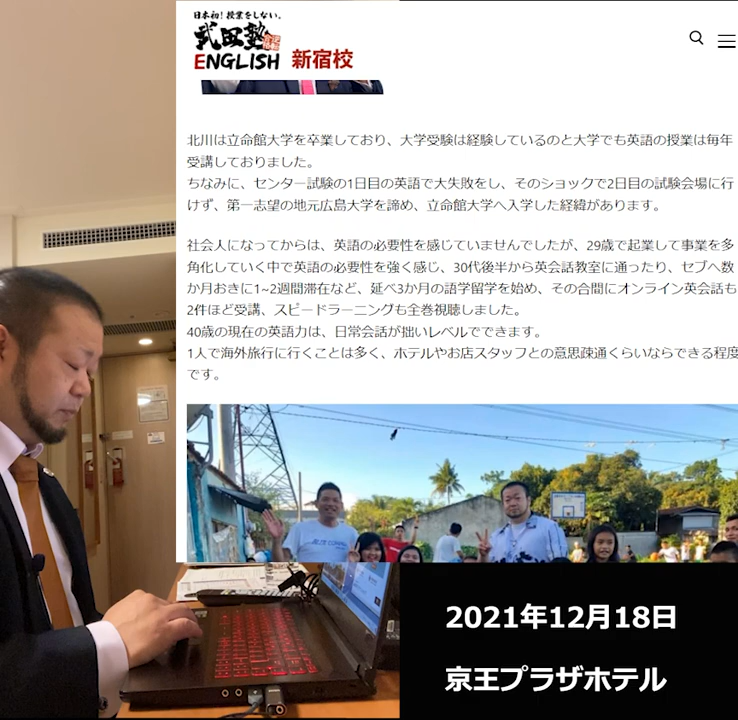 日本初!授業をしない。
武田塾
ENGLISH 新宿校
北川は立命館大学を卒業しており、大学受験は経験しているのと大学でも英語の授業は毎年
受講しておりました。
ちなみに、センター試験の1日目の英語で大失敗をし、そのショックで2日目の試験会場に行
けず、第一志望の地元広島大学を諦め、立命館大学へ入学した経緯があります。
社会人になってからは、英語の必要性を感じていませんでしたが、29歳で起業して事業を多
角化していく中で英語の必要性を強く感じ、30代後半から英会話教室に通ったり、セブへ数
か月おきに1~2週間滞在など、延べ3か月の語学留学を始め、その合間にオンライン英会話も
2件ほど受講、スピードラーニングも全巻視聴しました。
40歳の現在の英語力は、日常会話が拙いレベルでできます。
1人で海外旅行に行くことは多く、ホテルやお店スタッフとの意思疎通くらいならできる程度
です。
2021年12月18日
京王プラザホテル